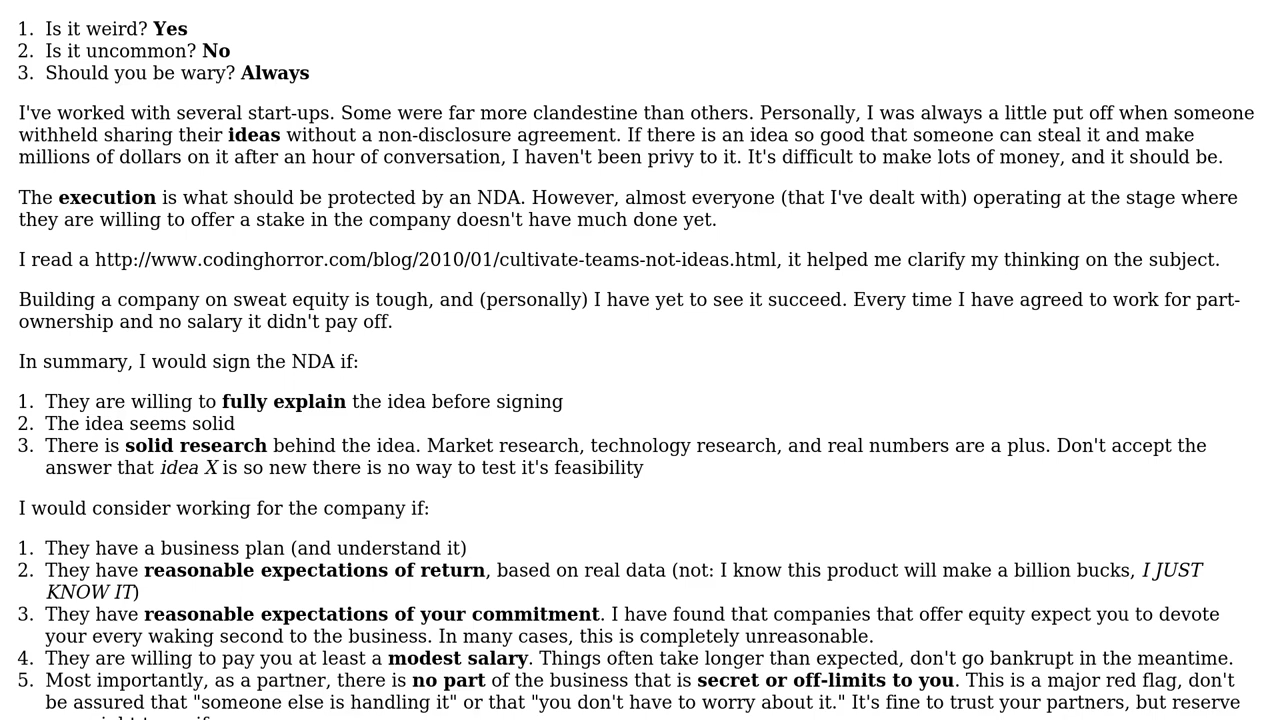 1. Is it weird? Yes
2. Is it uncommon? No
3. Should you be wary? Always
I've worked with several start-ups. Some were far more clandestine than others. Personally, I was always a little put off when someone
withheld sharing their ideas without a non-disclosure agreement. If there is an idea so good that someone can steal it and make
millions of dollars on it after an hour of conversation, I haven't been privy to it. It's difficult to make lots of money, and it should be.
The execution is what should be protected by an NDA. However, almost everyone (that I've dealt with) operating at the stage where
they are willing to offer a stake in the company doesn't have much done yet.
I read a http://www.codinghorror.com/blog/2010/01/cultivate-teams-not-ideas.html, it helped me clarify my thinking on the subject.
Building a company on sweat equity is tough, and (personally) I have yet to see it succeed. Every time I have agreed to work for part-
ownership and no salary it didn't pay off.
In summary, I would sign the NDA if:
1. They are willing to fully explain the idea before signing
2. The idea seems solid
3. There is solid research behind the idea. Market research, technology research, and real numbers are a plus. Don't accept the
answer that idea X is so new there is no way to test it's feasibility
I would consider working for the company if:
1. They have a business plan (and understand it)
2. They have reasonable expectations of return, based on real data (not: I know this product will make a billion bucks, I JUST
KNOW IT)
3. They have reasonable expectations of your commitment. I have found that companies that offer equity expect you to devote
your every waking second to the business. In many cases, this is completely unreasonable.
4. They are willing to pay you at least a modest salary. Things often take longer than expected, don't go bankrupt in the meantime.
5. Most importantly, as a partner, there is no part of the business that is secret or off-limits to you. This is a major red flag, don't
be assured that "someone else is handling it" or that "you don't have to worry about it." It's fine to trust your partners, but reserve